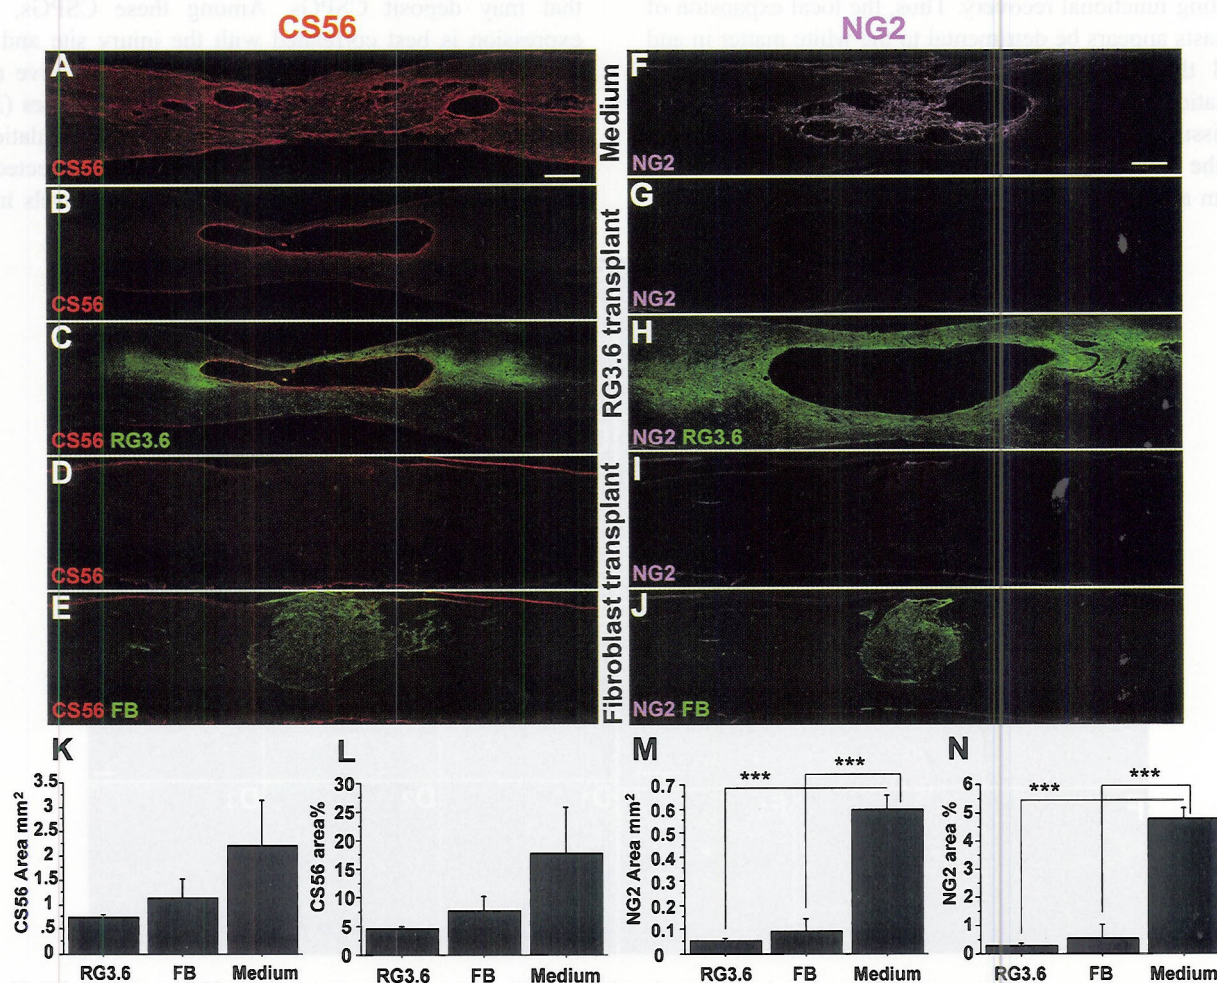 CS56
NG2
A
CS56
B
CS56
C
CS56 RG3.6
D
CS56
E
CS56 FB
Medium
RG3.6 transplant
Fibroblast transplant
F
NG2
G
NG2
H
NG2 RG3.6
I
NG2
J
NG2 FB
K
CS56 Area mm²
3.5
3
2.5
2
1.5
1
.5
0
RG3.6 FB Medium
L
CS56 area%
30
25
20
15
10
5
0
RG3.6 FB Medium
M
NG2 Area mm²
0.7
0.6
0.5
0.4
0.3
0.2
0.1
0
*** ***
RG3.6 FB Medium
N
NG2 area %
6
5
4
3
2
1
0
*** ***
RG3.6 FB Medium